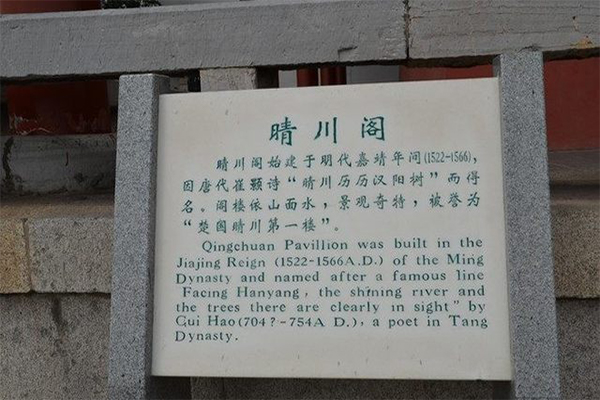 晴川阁
晴川阁始建于明代嘉靖年间(1522-1566),
因唐代崔颢诗“晴川历历汉阳树”而得
名。阁楼依山面水,景观奇特,被誉为
“楚国晴川第一楼”。
Qingchuan Pavillion was built in the
Jiajing Reign (1522-1566A.D.) of the Ming
Dynasty and named after a famous line
Facing Hanyang, the shining river and
the trees there are clearly in sight" by
Cui Hao(704?-754A D.), a poet in Tang
Dynasty.